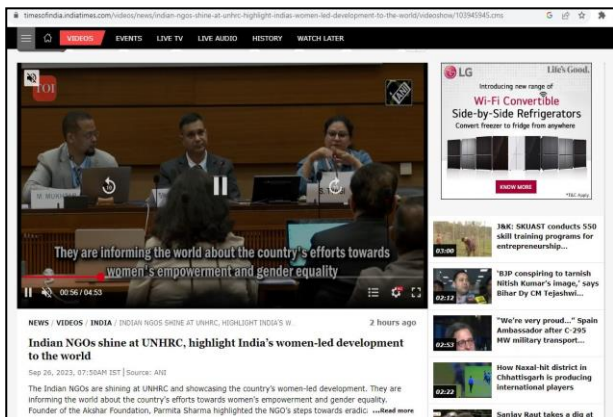 timesofindia.indiatimes.com/videos/news/indian-ngos-shine-at-unhrc-highlight-indias-women-led-development-to-the-world/videoshow/103945945.cms
VIDEOS EVENTS LIVE TV LIVE AUDIO HISTORY WATCH LATER
TOI
ANI
10
10
They are informing the world about the country's efforts towards
women's empowerment and gender equality
00:56 / 04:53
NEWS / VIDEOS / INDIA / INDIAN NGOS SHINE AT UNHRC, HIGHLIGHT INDIA'S W
2 hours ago
Indian NGOs shine at UNHRC, highlight India's women-led development
to the world
Sep 26, 2023, 07:50AM IST | Source: ANI
The Indian NGOs are shining at UNHRC and showcasing the country's women-led development. They are
informing the world about the country's efforts towards women's empowerment and gender equality.
Founder of the Akshar Foundation, Parmita Sharma highlighted the NGO's steps towards eradic: ...Read more
LG
Life's Good.
Introducing new range of
Wi-Fi Convertible
Side-by-Side Refrigerators
Convert freezer to fridge from anywhere
KNOW MORE
*T&C Apply.
03:00
J&K: SKUAST conducts 550
skill training programs for
entrepreneurship...
02:12
'BJP conspiring to tarnish
Nitish Kumar's image,' says
Bihar Dy CM Tejashwi...
02:53
"We're very proud..." Spain
Ambassador after C-295
MW military transport...
02:22
How Naxal-hit district in
Chhattisgarh is producing
international players
Sanjay Raut takes a dig at